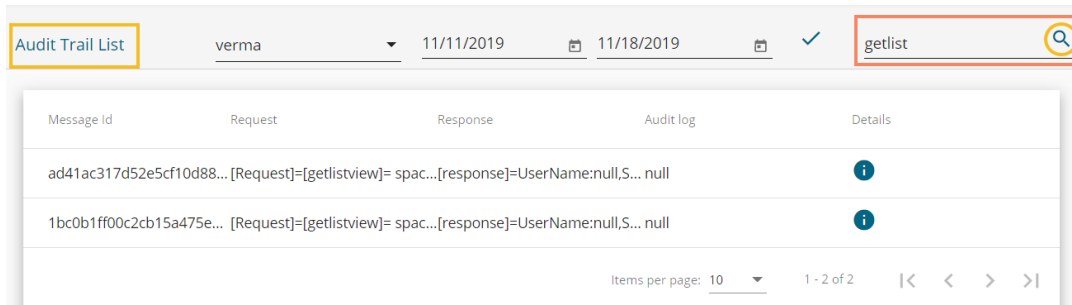 Audit Trail List verma 11/11/2019 11/18/2019 getlist
Message Id Request Response Audit log Details
ad41ac317d52e5cf10d88... [Request]=[getlistview]= spac...[response]=UserName:null,S... null
1bc0b1ff00c2cb15a475e... [Request]=[getlistview]= spac...[response]=UserName:null,S... null
Items per page: 10 1 - 2 of 2